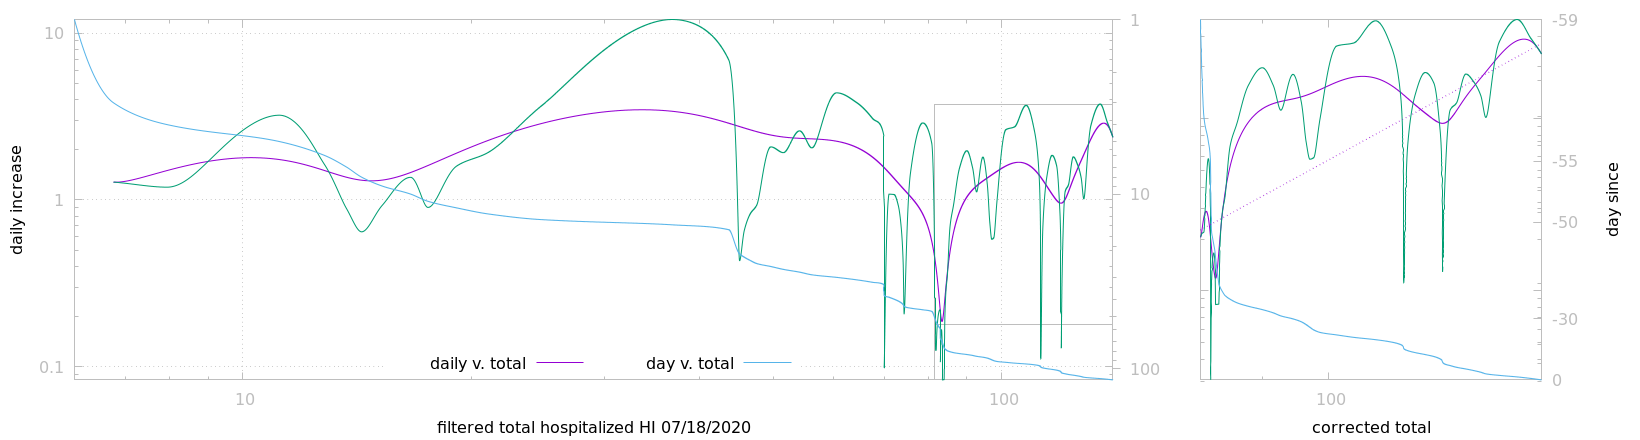 10
1
0.1
daily increase
daily v. total
day v. total
10
100
filtered total hospitalized HI 07/18/2020
1
10
100
100
corrected total
-59
-55
-50
-30
0
day since